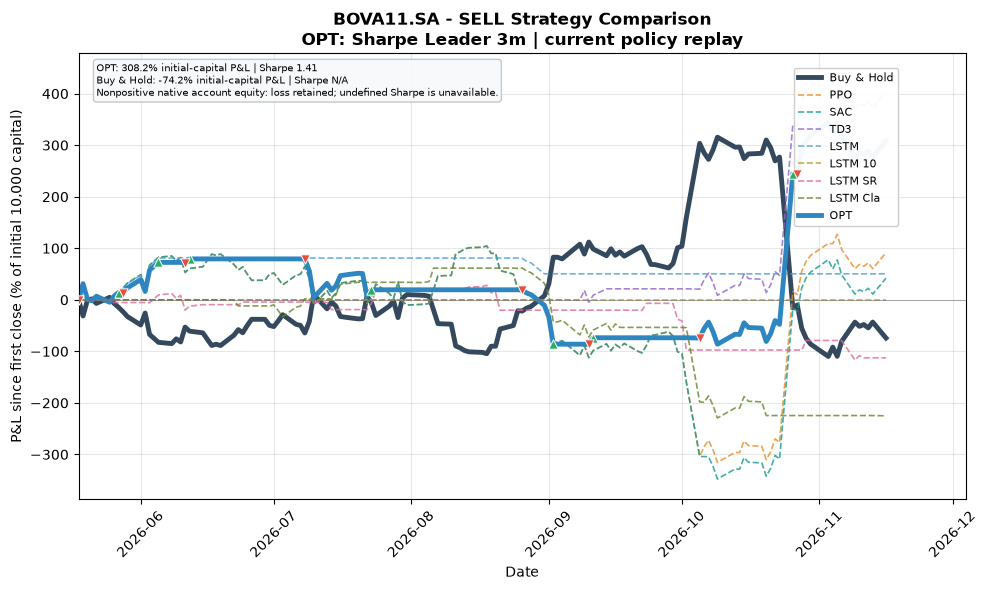 BOVA11.SA - SELL Strategy Comparison
OPT: Sharpe Leader 3m | current policy replay
OPT: 308.2% initial-capital P&L | Sharpe 1.41
Buy & Hold: -74.2% initial-capital P&L | Sharpe N/A
Nonpositive native account equity: loss retained; undefined Sharpe is unavailable.
Buy & Hold
PPO
SAC
TD3
LSTM
LSTM 10
LSTM SR
LSTM Cla
OPT
P&L since first close (% of initial 10,000 capital)
400
300
200
100
0
−100
−200
−300
2026-06
2026-07
2026-08
2026-09
2026-10
2026-11
2026-12
Date